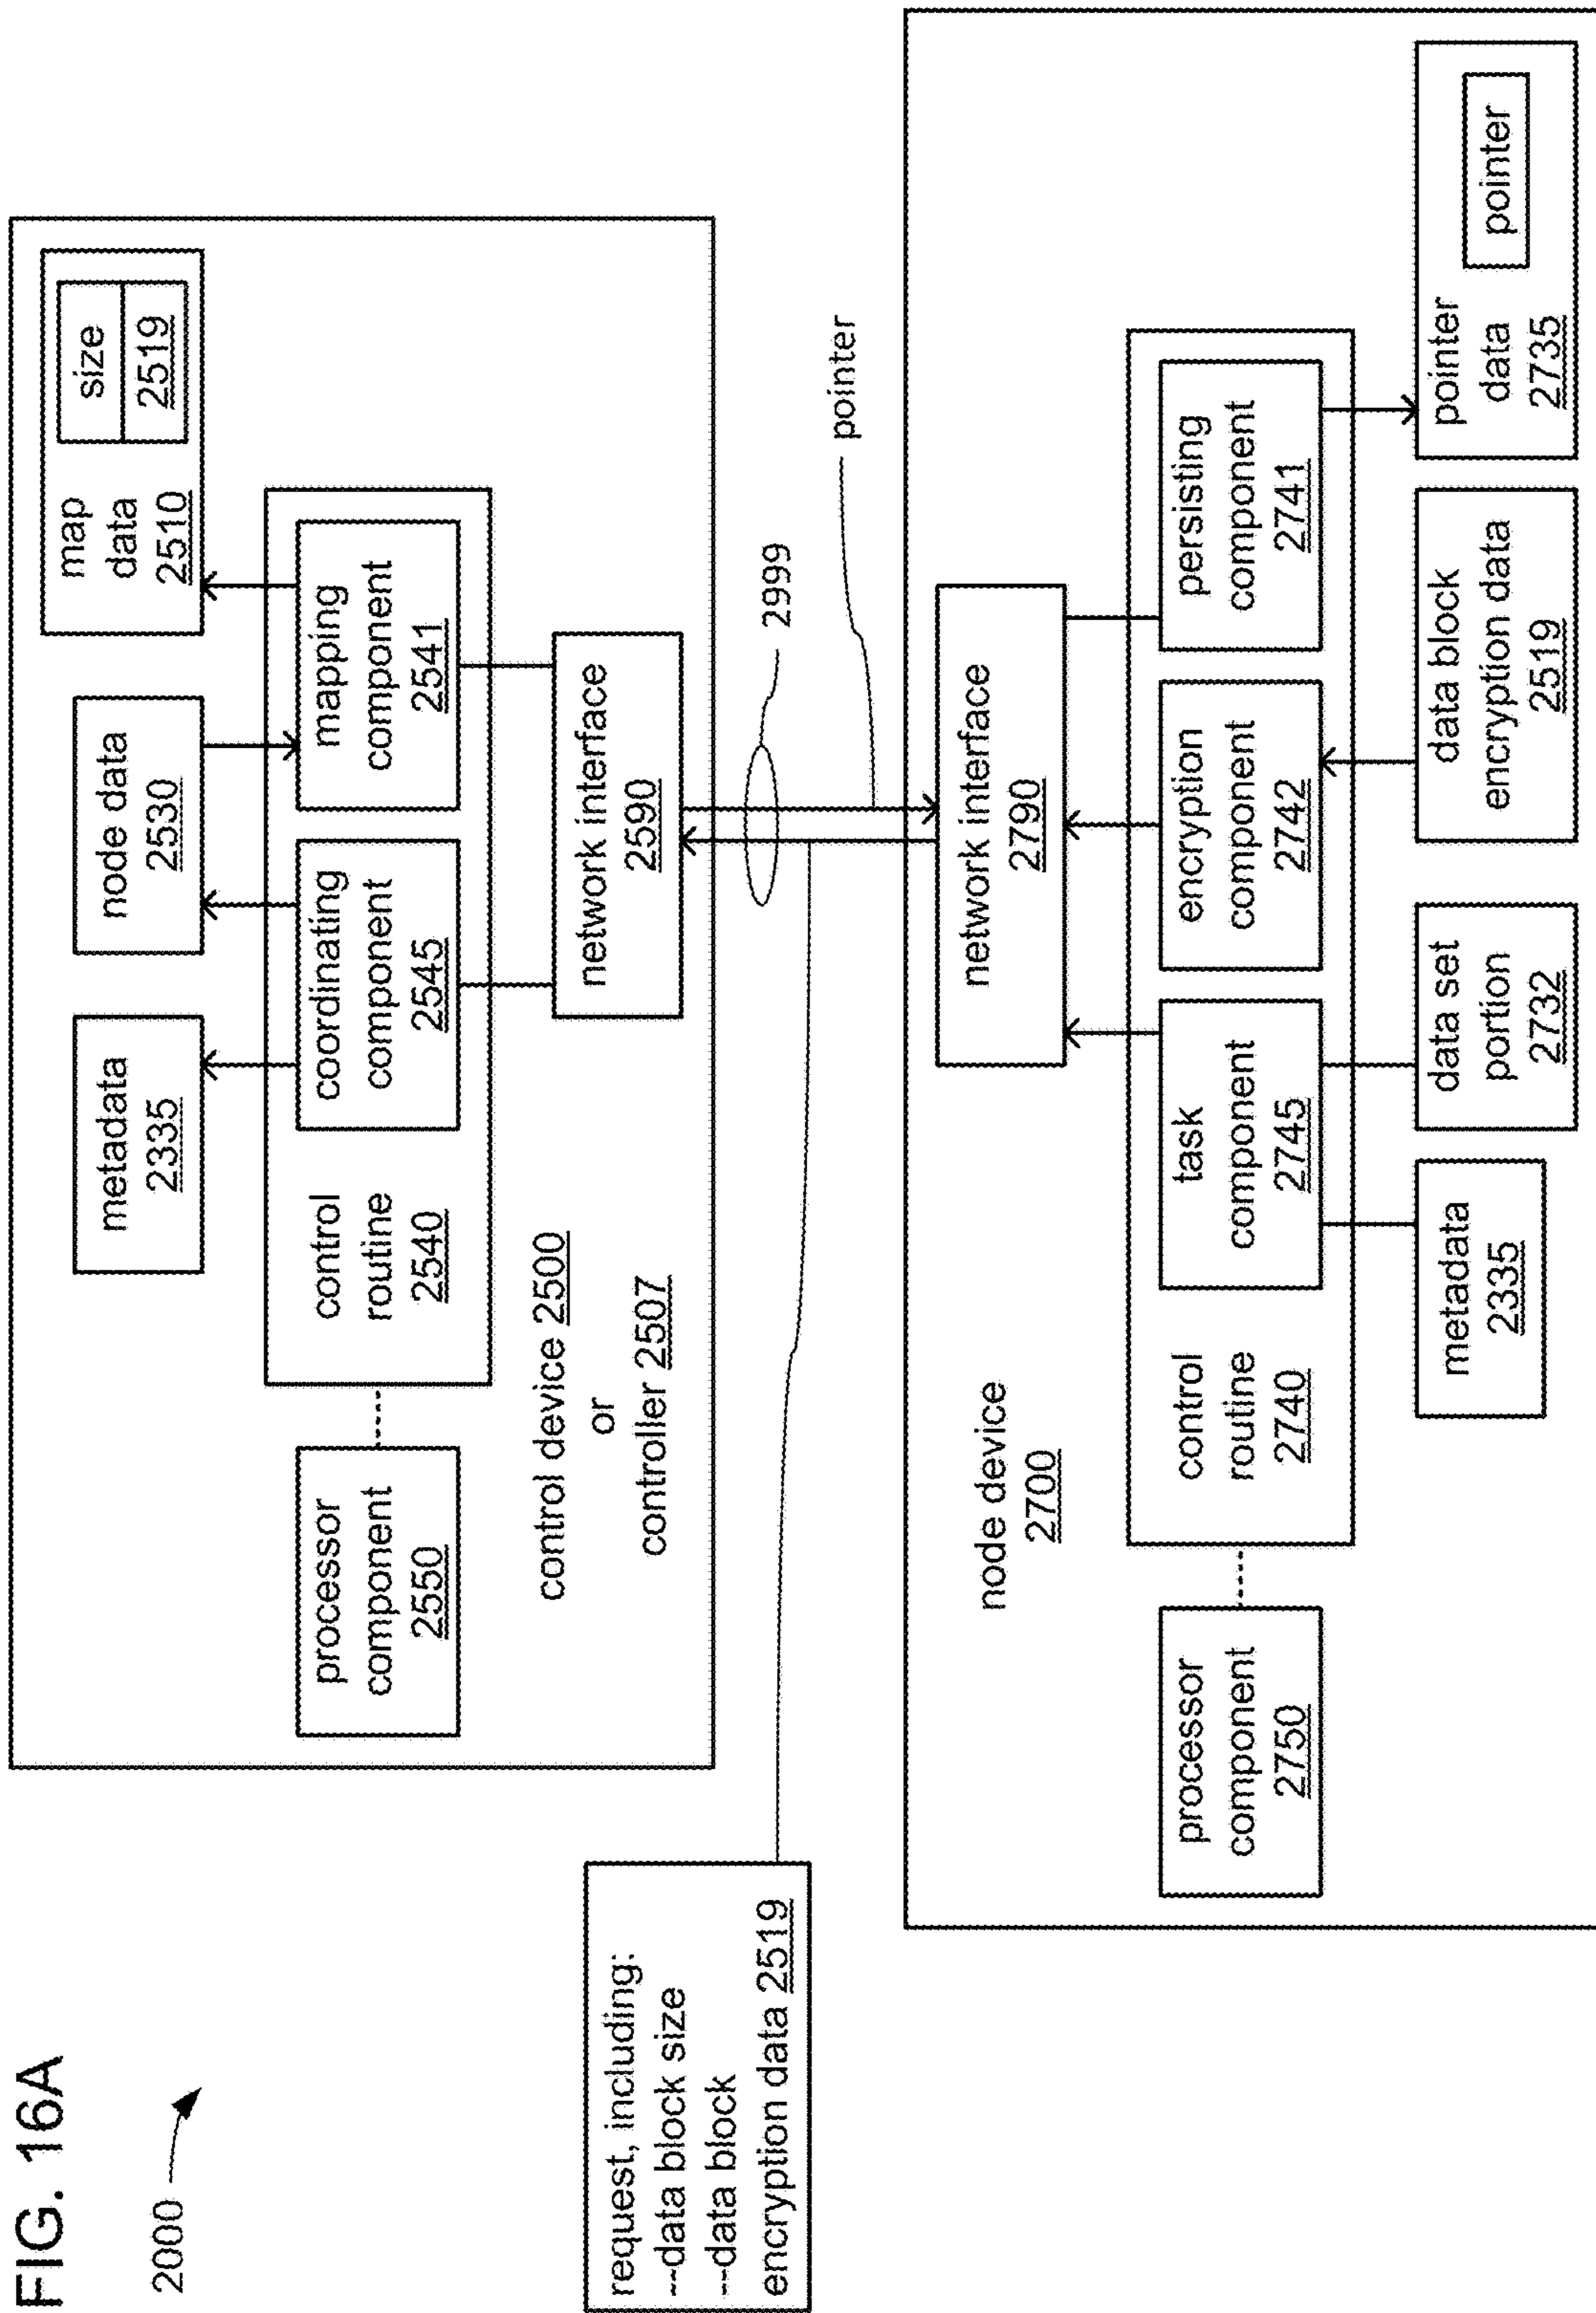 FIG. 16A
2000
processor
component
2550
control
routine
2540
metadata
2335
node data
2530
map
data
2510
size
2519
coordinating
component
2545
mapping
component
2541
control device 2500
or
controller 2507
network interface
2590
request, including:
--data block size
--data block
encryption data 2519
2999
pointer
node device
2700
network interface
2790
processor
component
2750
control
routine
2740
task
component
2745
encryption
component
2742
persisting
component
2741
metadata
2335
data set
portion
2732
data block
encryption data
2519
pointer
data
2735
pointer